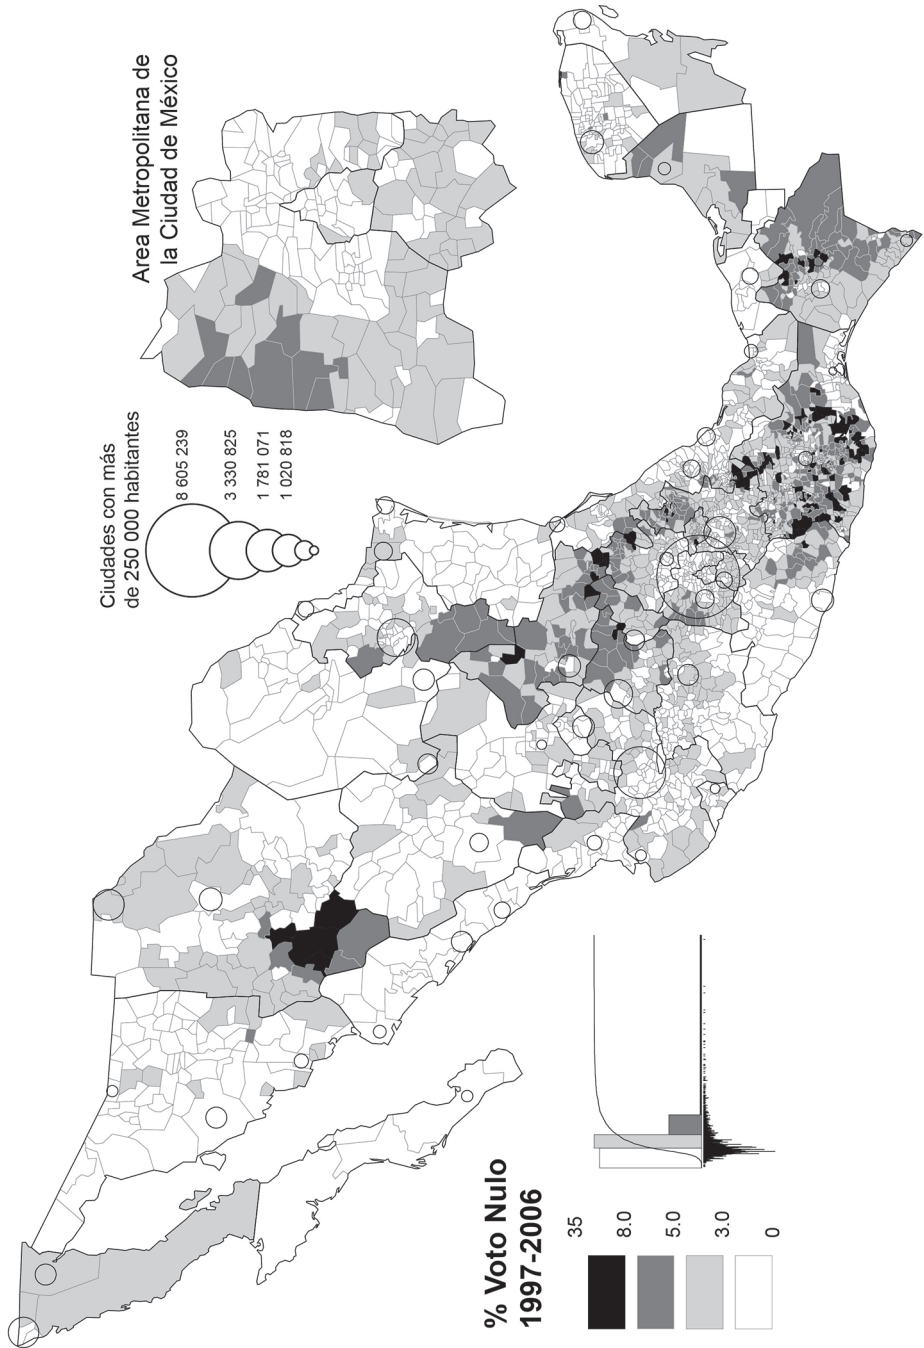 Area Metropolitana de
la Ciudad de México
Ciudades con más
de 250 000 habitantes
8 605 239
3 330 825
1 781 071
1 020 818
% Voto Nulo
1997-2006
35
8.0
5.0
3.0
0